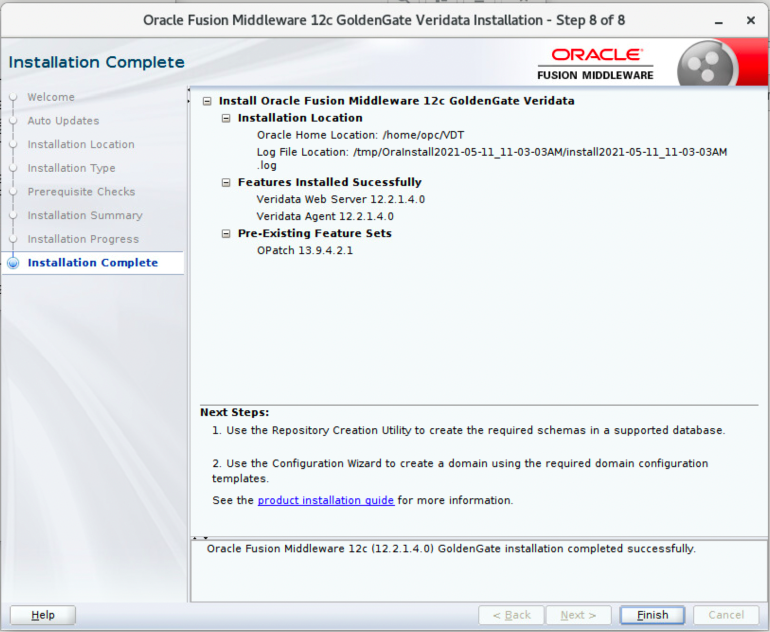 Oracle Fusion Middleware 12c GoldenGate Veridata Installation - Step 8 of 8
Installation Complete
ORACLE
FUSION MIDDLEWARE
Welcome
Auto Updates
Installation Location
Installation Type
Prerequisite Checks
Installation Summary
Installation Progress
Installation Complete
Install Oracle Fusion Middleware 12c GoldenGate Veridata
Installation Location
Oracle Home Location: /home/opc/VDT
Log File Location: /tmp/OraInstall2021-05-11_11-03-03AM/install2021-05-11_11-03-03AM
.log
Features Installed Sucessfully
Veridata Web Server 12.2.1.4.0
Veridata Agent 12.2.1.4.0
Pre-Existing Feature Sets
OPatch 13.9.4.2.1
Next Steps:
1. Use the Repository Creation Utility to create the required schemas in a supported database.
2. Use the Configuration Wizard to create a domain using the required domain configuration
templates.
See the product installation guide for more information.
Oracle Fusion Middleware 12c (12.2.1.4.0) GoldenGate installation completed successfully.
Help
< Back
Next >
Finish
Cancel